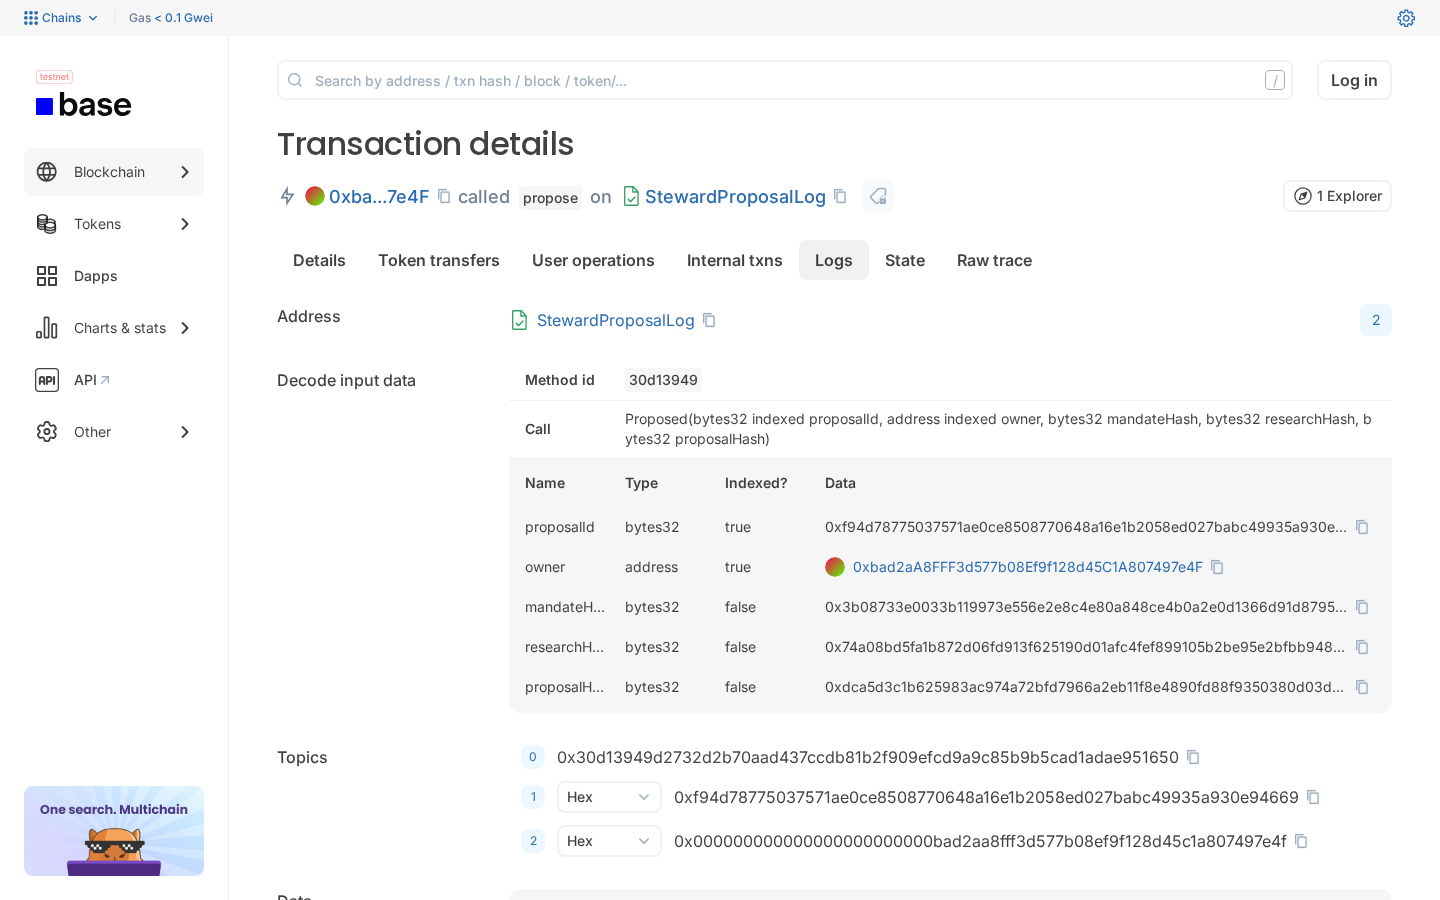 Chains
Gas < 0.1 Gwei
testnet
base
Search by address / txn hash / block / token/...
/
Log in
Blockchain
Tokens
Dapps
Charts & stats
API
API
Other
Transaction details
0xba...7e4F called propose on StewardProposalLog
1 Explorer
Details
Token transfers
User operations
Internal txns
Logs
State
Raw trace
Address
StewardProposalLog
2
Decode input data
Method id
30d13949
Call
Proposed(bytes32 indexed proposalId, address indexed owner, bytes32 mandateHash, bytes32 researchHash, b
ytes32 proposalHash)
Name Type Indexed? Data
proposalId bytes32 true 0xf94d78775037571ae0ce8508770648a16e1b2058ed027babc49935a930e...
owner address true 0xbad2aA8FFF3d577b08Ef9f128d45C1A807497e4F
mandateH... bytes32 false 0x3b08733e0033b119973e556e2e8c4e80a848ce4b0a2e0d1366d91d8795...
researchH... bytes32 false 0x74a08bd5fa1b872d06fd913f625190d01afc4fef899105b2be95e2bfbb948...
proposalH... bytes32 false 0xdca5d3c1b625983ac974a72bfd7966a2eb11f8e4890fd88f9350380d03d...
Topics
0 0x30d13949d2732d2b70aad437ccdb81b2f909efcd9a9c85b9b5cad1adae951650
1 Hex 0xf94d78775037571ae0ce8508770648a16e1b2058ed027babc49935a930e94669
2 Hex 0x000000000000000000000000bad2aa8fff3d577b08ef9f128d45c1a807497e4f
One search. Multichain
Data